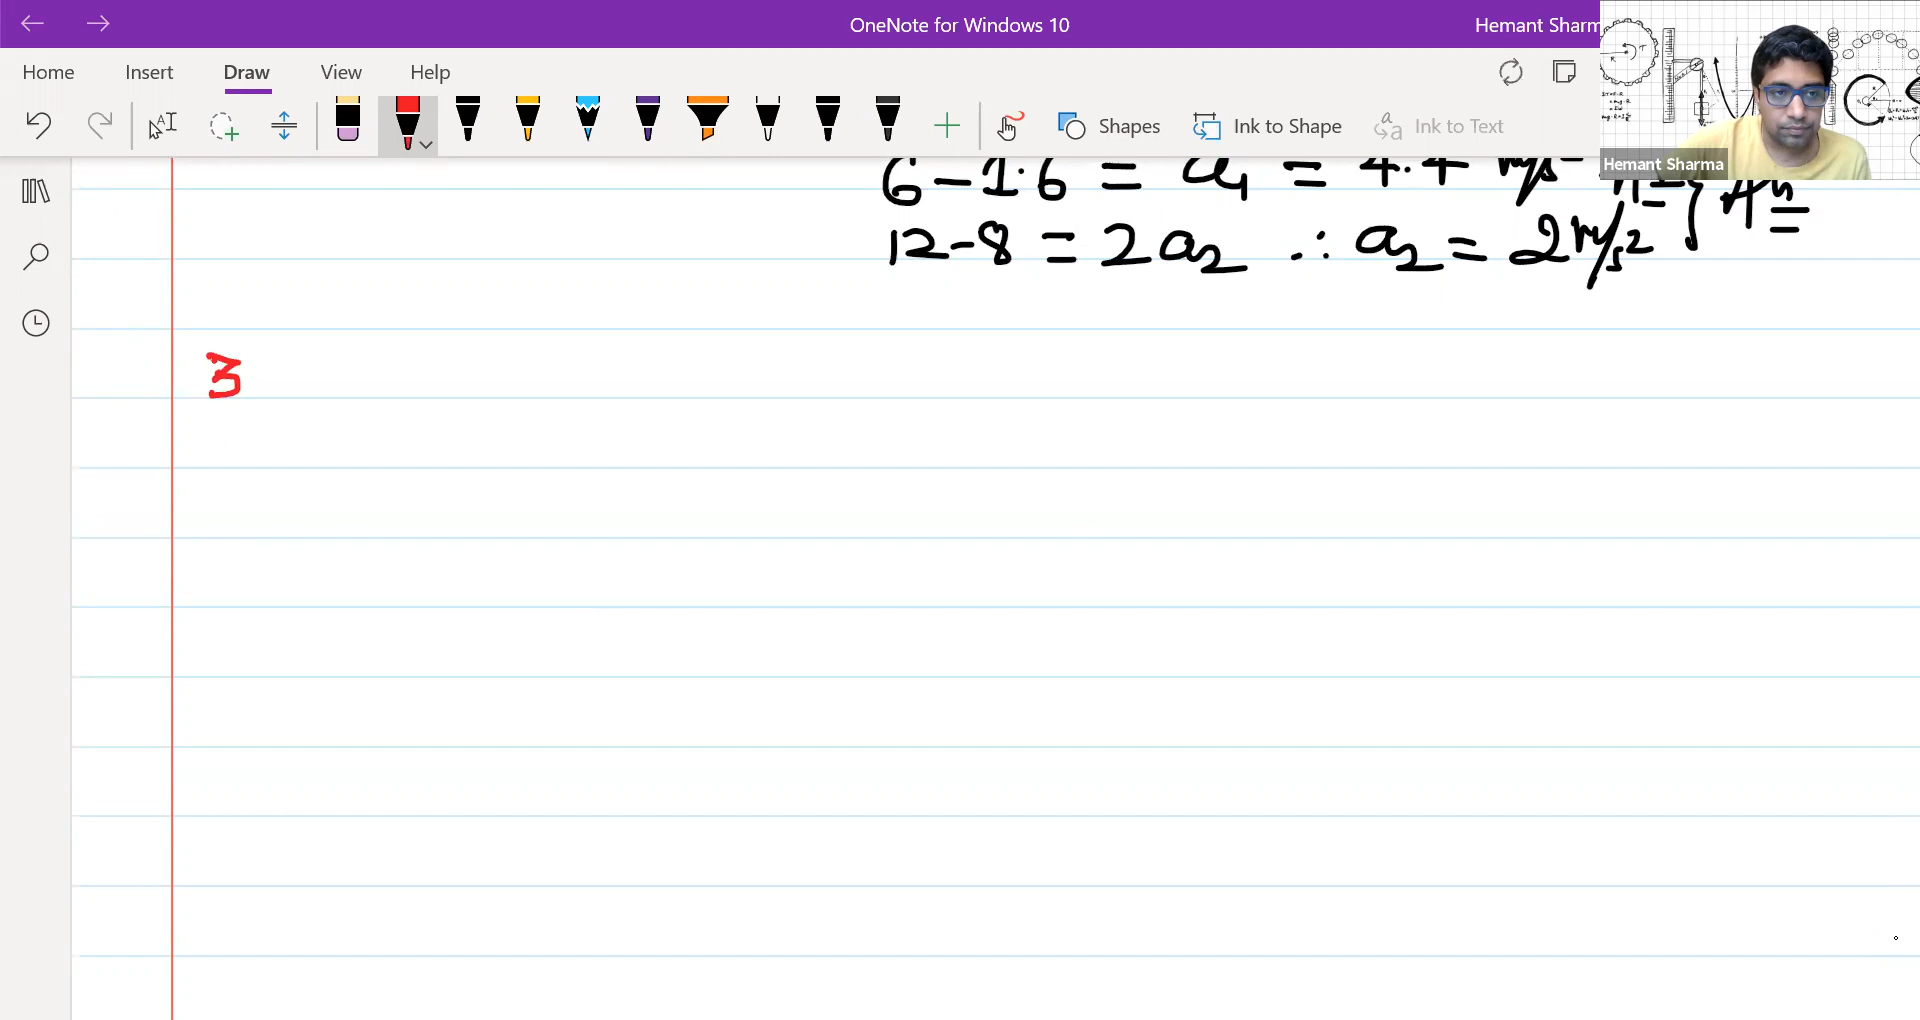 OneNote for Windows 10
Hemant Sharm
Home Insert Draw View Help
Shapes Ink to Shape Ink to Text
Hemant Sharma
6 - 1.6 = a₁ = 4.4 m/s
12 - 8 = 2a₂ ∴ a₂ = 2 m/s²
3